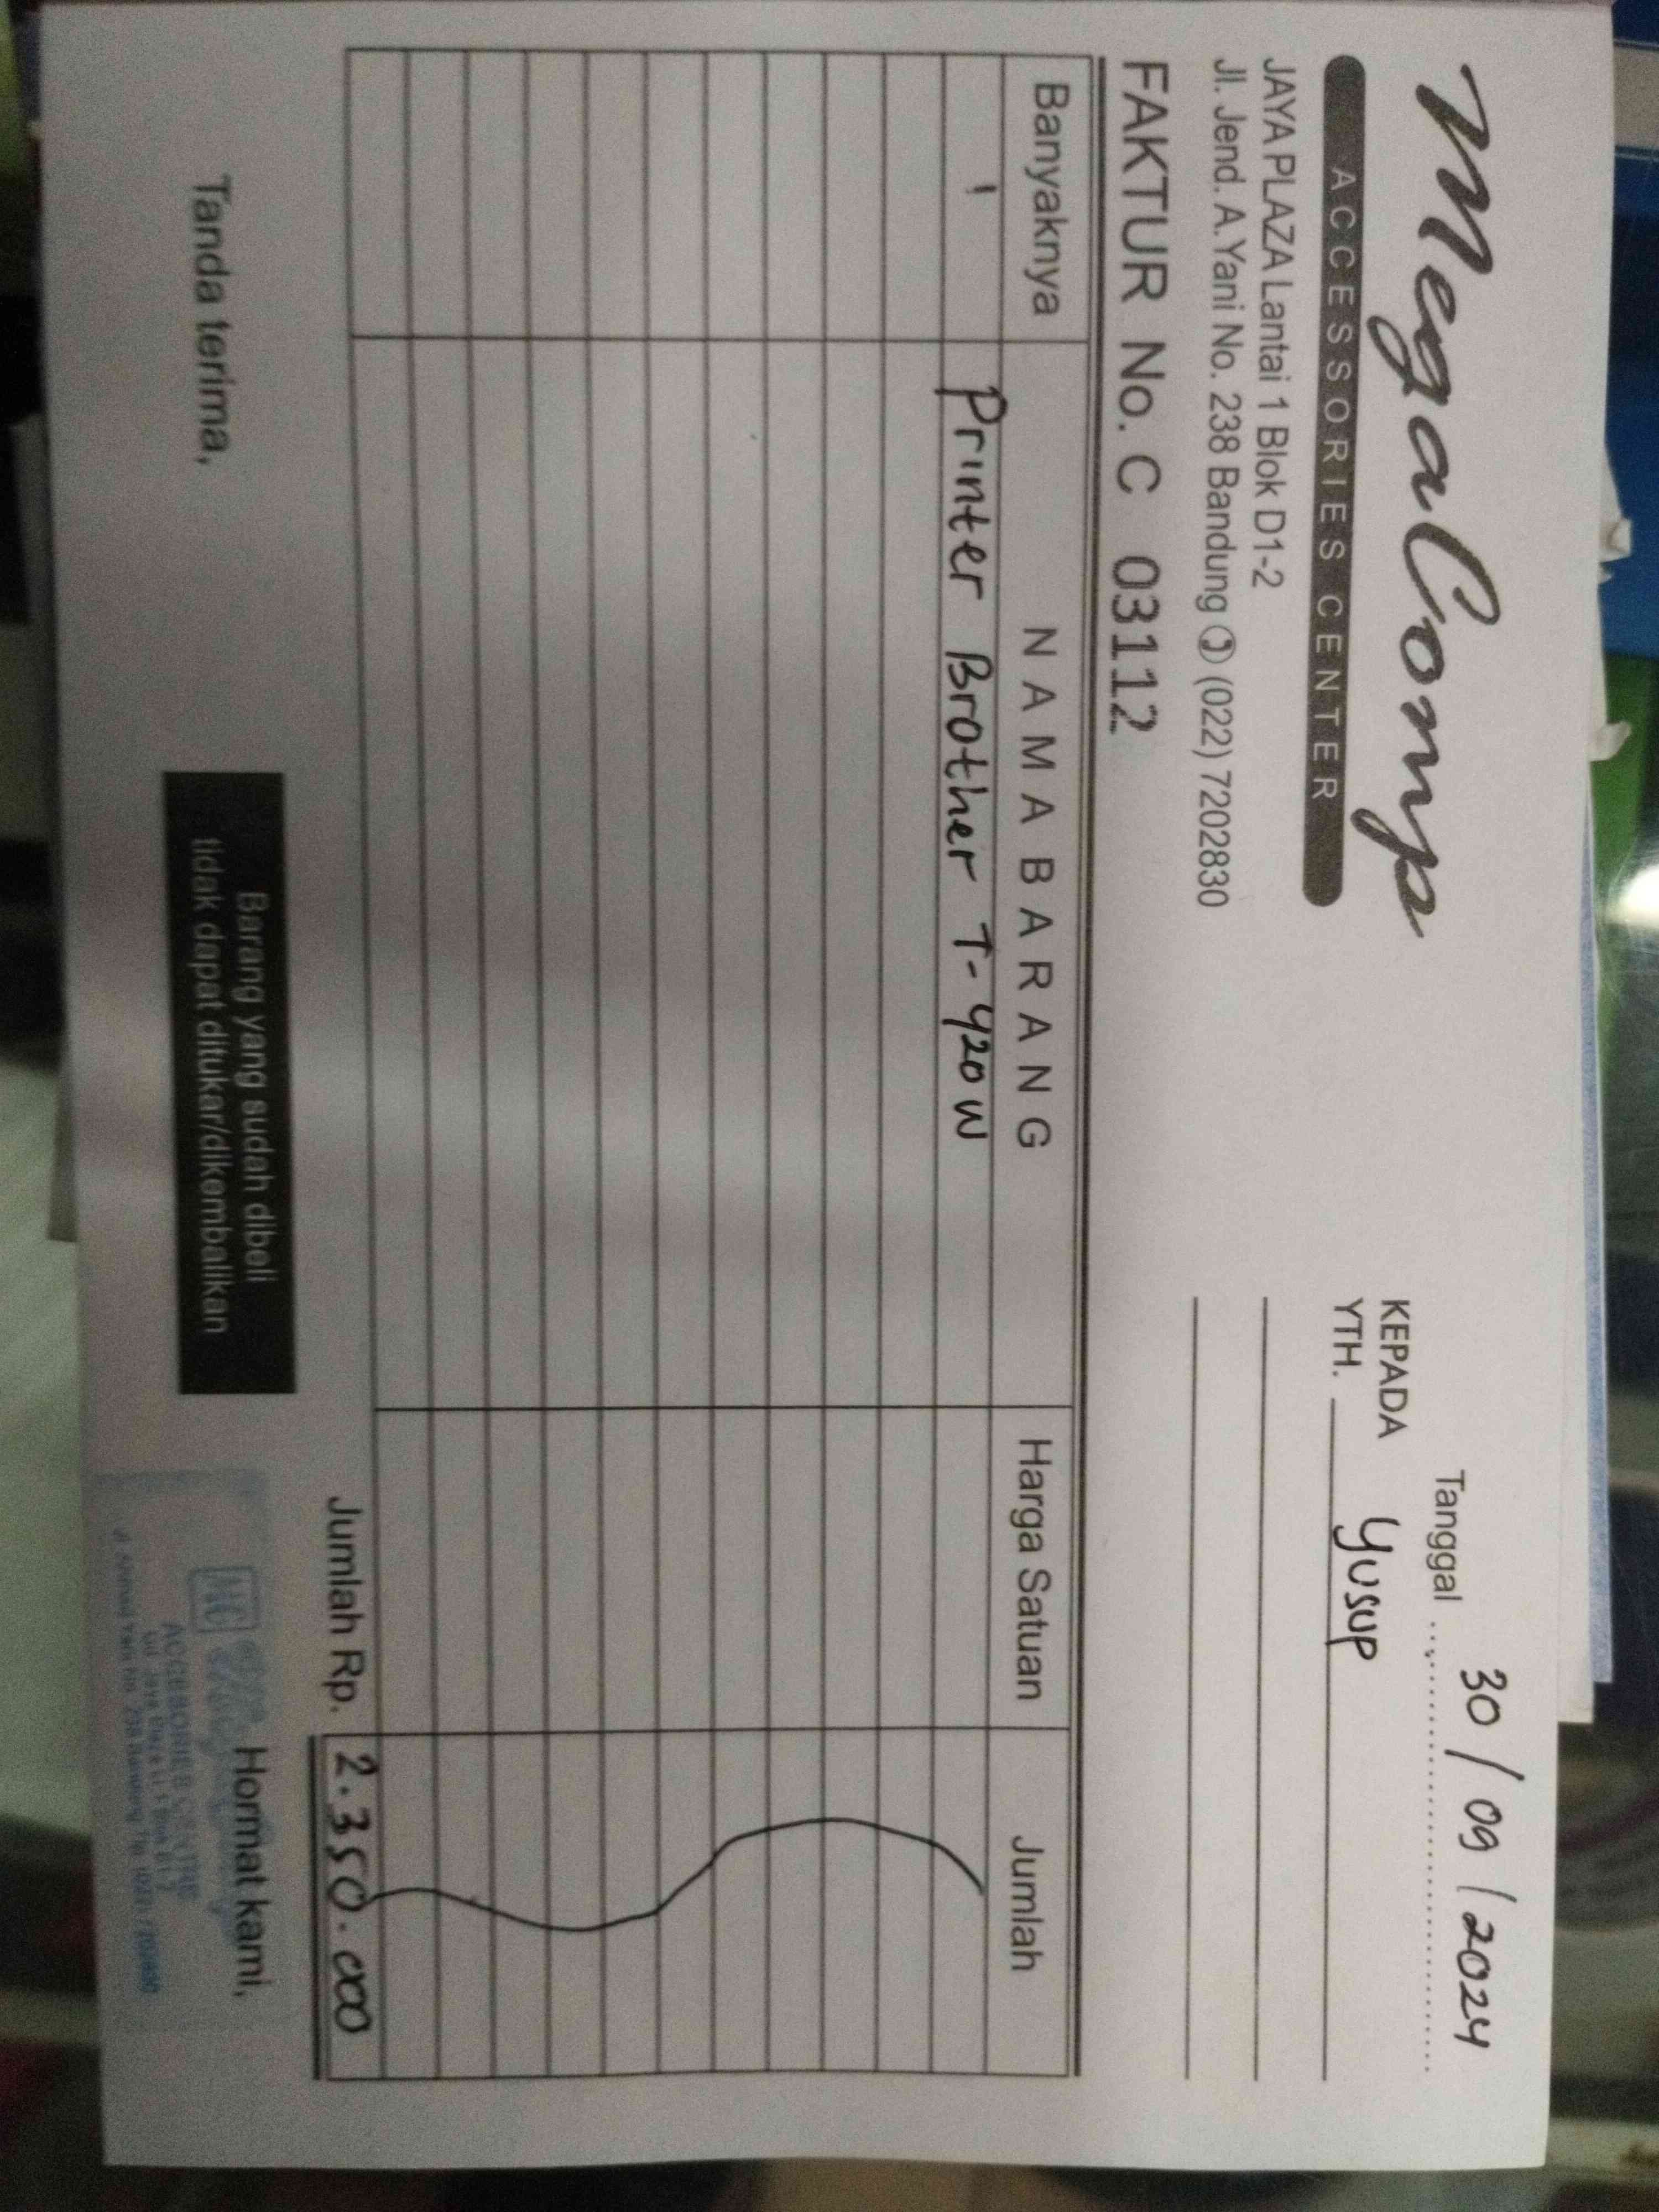 MegaComp
ACCESSORIES CENTER
JAYA PLAZA Lantai 1 Blok D1-2
Jl. Jend. A.Yani No. 238 Bandung (022) 7202830
Tanggal 30/09/2024
KEPADA
YTH. Yusup
FAKTUR No. C 03112
Banyaknya NAMA BARANG Harga Satuan Jumlah
1 Printer Brother T-420W
Jumlah Rp. 2.350.000
Tanda terima,
Barang yang sudah dibeli
tidak dapat ditukar/dikembalikan
Hormat kami,
MC
ACCESSORIES